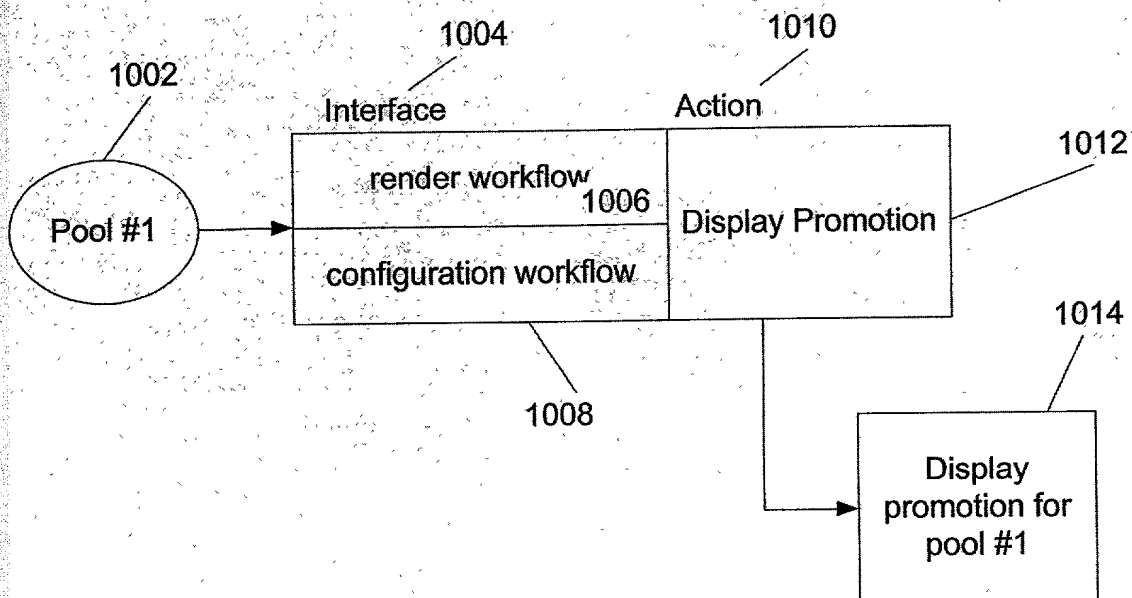 1010
1004
1002
Interface
Action
1012
render workflow
1006
Pool #1
Display Promotion
configuration workflow
1014
1008
Display
promotion for
pool #1